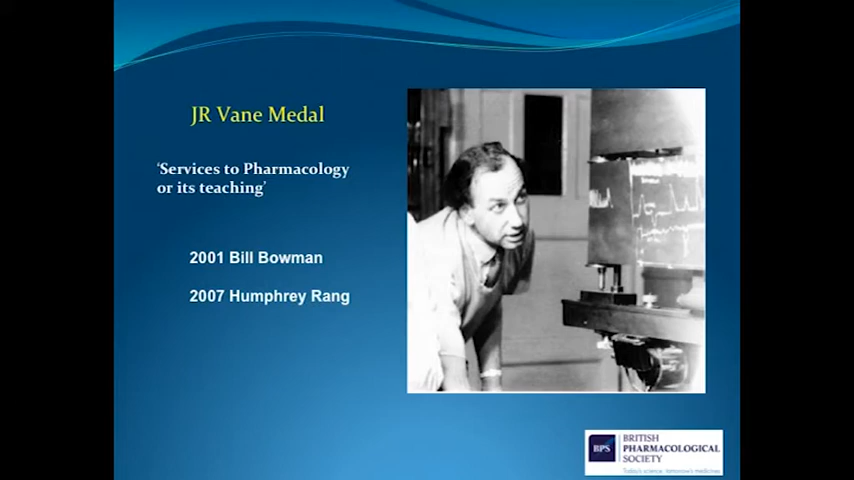 JR Vane Medal
'Services to Pharmacology
or its teaching'
2001 Bill Bowman
2007 Humphrey Rang
BPS
BRITISH
PHARMACOLOGICAL
SOCIETY
Today's science, tomorrow's medicines